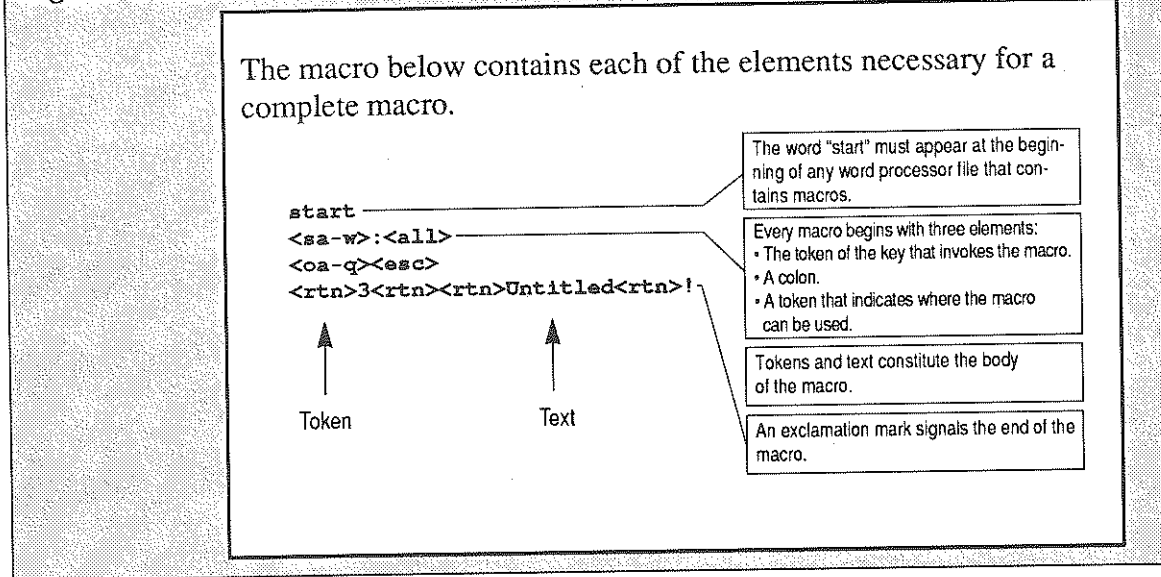 The macro below contains each of the elements necessary for a
complete macro.
start
<sa-w>:<all>
<oa-q><esc>
<rtn>3<rtn><rtn>Untitled<rtn>!
Token
Text
The word "start" must appear at the begin-
ning of any word processor file that con-
tains macros.
Every macro begins with three elements:
• The token of the key that invokes the macro.
• A colon.
• A token that indicates where the macro
can be used.
Tokens and text constitute the body
of the macro.
An exclamation mark signals the end of the
macro.